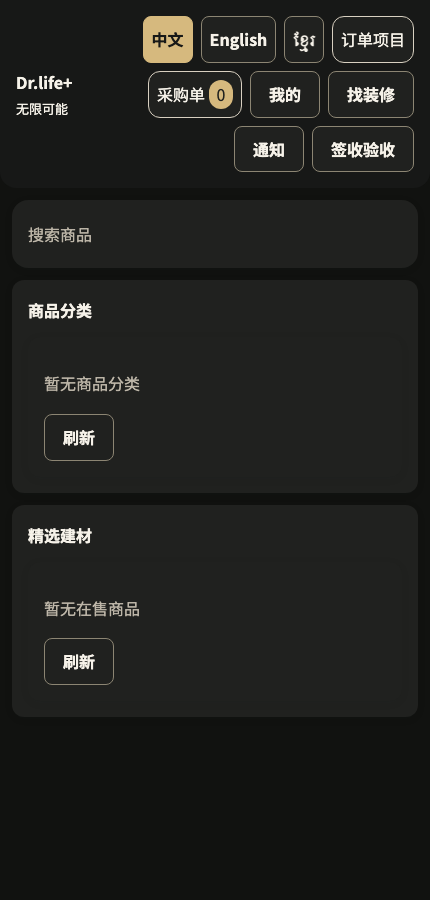 中文 English ខ្មែរ 订单项目
Dr.life+
无限可能
采购单 0 我的 找装修
通知 签收验收
搜索商品
商品分类
暂无商品分类
刷新
精选建材
暂无在售商品
刷新